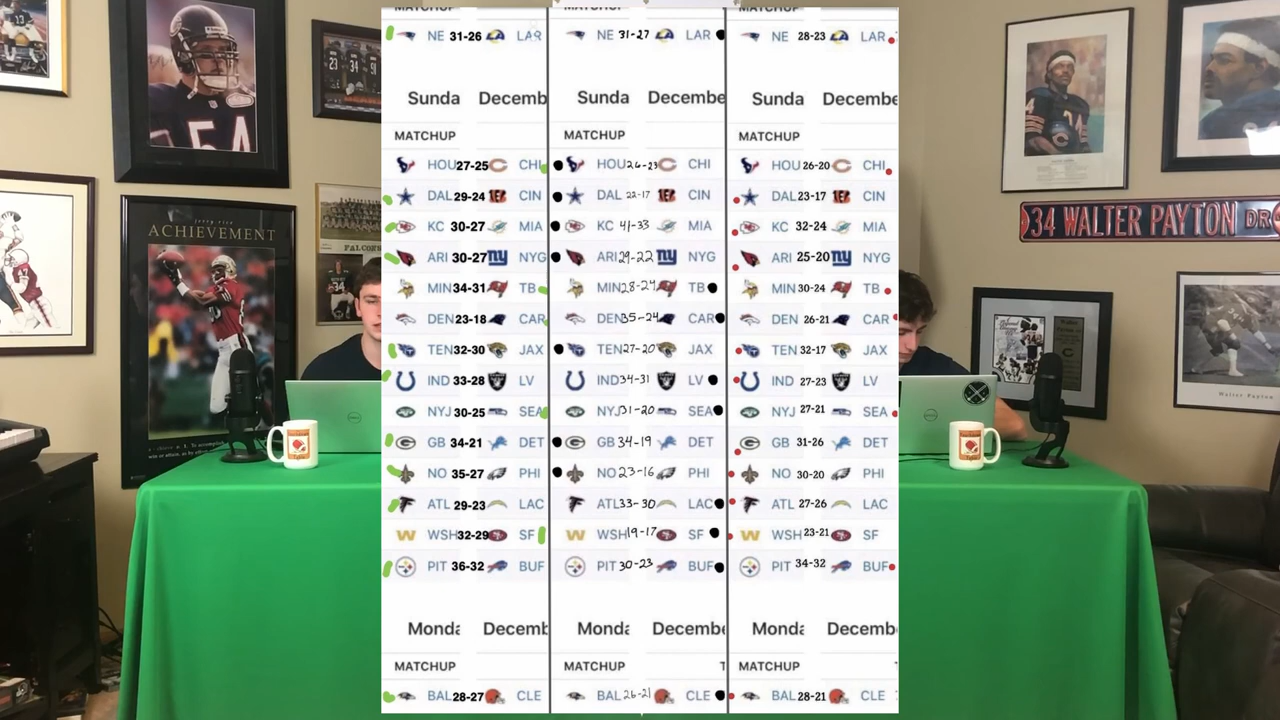 MATCHUP MATCHUP MATCHUP
NE 31-26 LAR NE 31-27 LAR NE 28-23 LAR
Sunda Decemb Sunda Decembe Sunda Decembe
MATCHUP MATCHUP MATCHUP
HOU 27-25 CHI HOU 26-23 CHI HOU 26-20 CHI
DAL 29-24 CIN DAL 22-17 CIN DAL 23-17 CIN
KC 30-27 MIA KC 41-33 MIA KC 32-24 MIA
ARI 30-27 NYG ARI 29-22 NYG ARI 25-20 NYG
MIN 34-31 TB MIN 28-24 TB MIN 30-24 TB
DEN 23-18 CAR DEN 35-24 CAR DEN 26-21 CAR
TEN 32-30 JAX TEN 27-20 JAX TEN 32-17 JAX
IND 33-28 LV IND 34-31 LV IND 27-23 LV
NYJ 30-25 SEA NYJ 31-20 SEA NYJ 27-21 SEA
GB 34-21 DET GB 34-19 DET GB 31-26 DET
NO 35-27 PHI NO 23-16 PHI NO 30-20 PHI
ATL 29-23 LAC ATL 33-30 LAC ATL 27-26 LAC
WSH 32-29 SF WSH 19-17 SF WSH 23-21 SF
PIT 36-32 BUF PIT 30-23 BUF PIT 34-32 BUF
Monda Decemb Monda Decembe Monda Decembe
MATCHUP MATCHUP MATCHUP
BAL 28-27 CLE BAL 26-21 CLE BAL 28-21 CLE
54
jerry rice
ACHIEVEMENT
FALCONS
34 WALTER PAYTON DR
Walter Payton
DELL